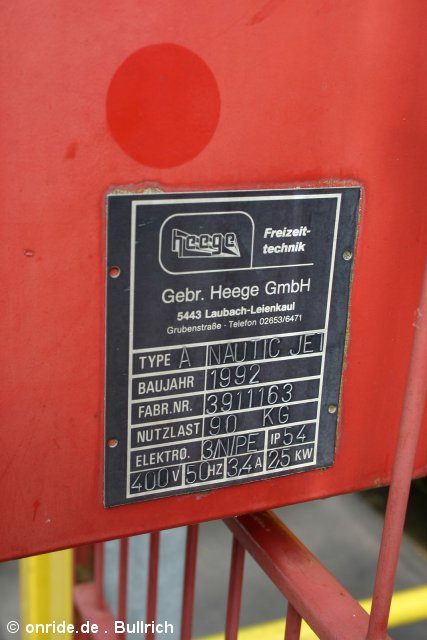 heege
Freizeit-
technik
Gebr. Heege GmbH
5443 Laubach-Leienkaul
Grubenstraße · Telefon 02653/6471
TYPE A NAUTIC JET
BAUJAHR 1992
FABR.NR. 3911163
NUTZLAST 90 KG
ELEKTRO. 3/N/PE IP 54
400 V 50 HZ 3,4 A 2.5 KW
© onride.de . Bullrich